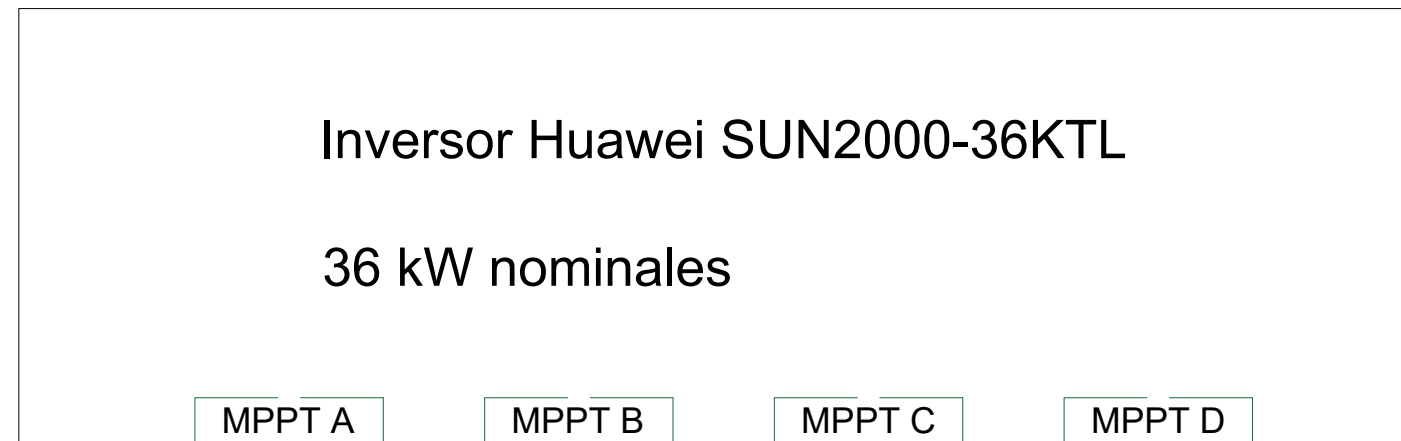 Inversor Huawei SUN2000-36KTL
36 kW nominales
MPPT A MPPT B MPPT C MPPT D